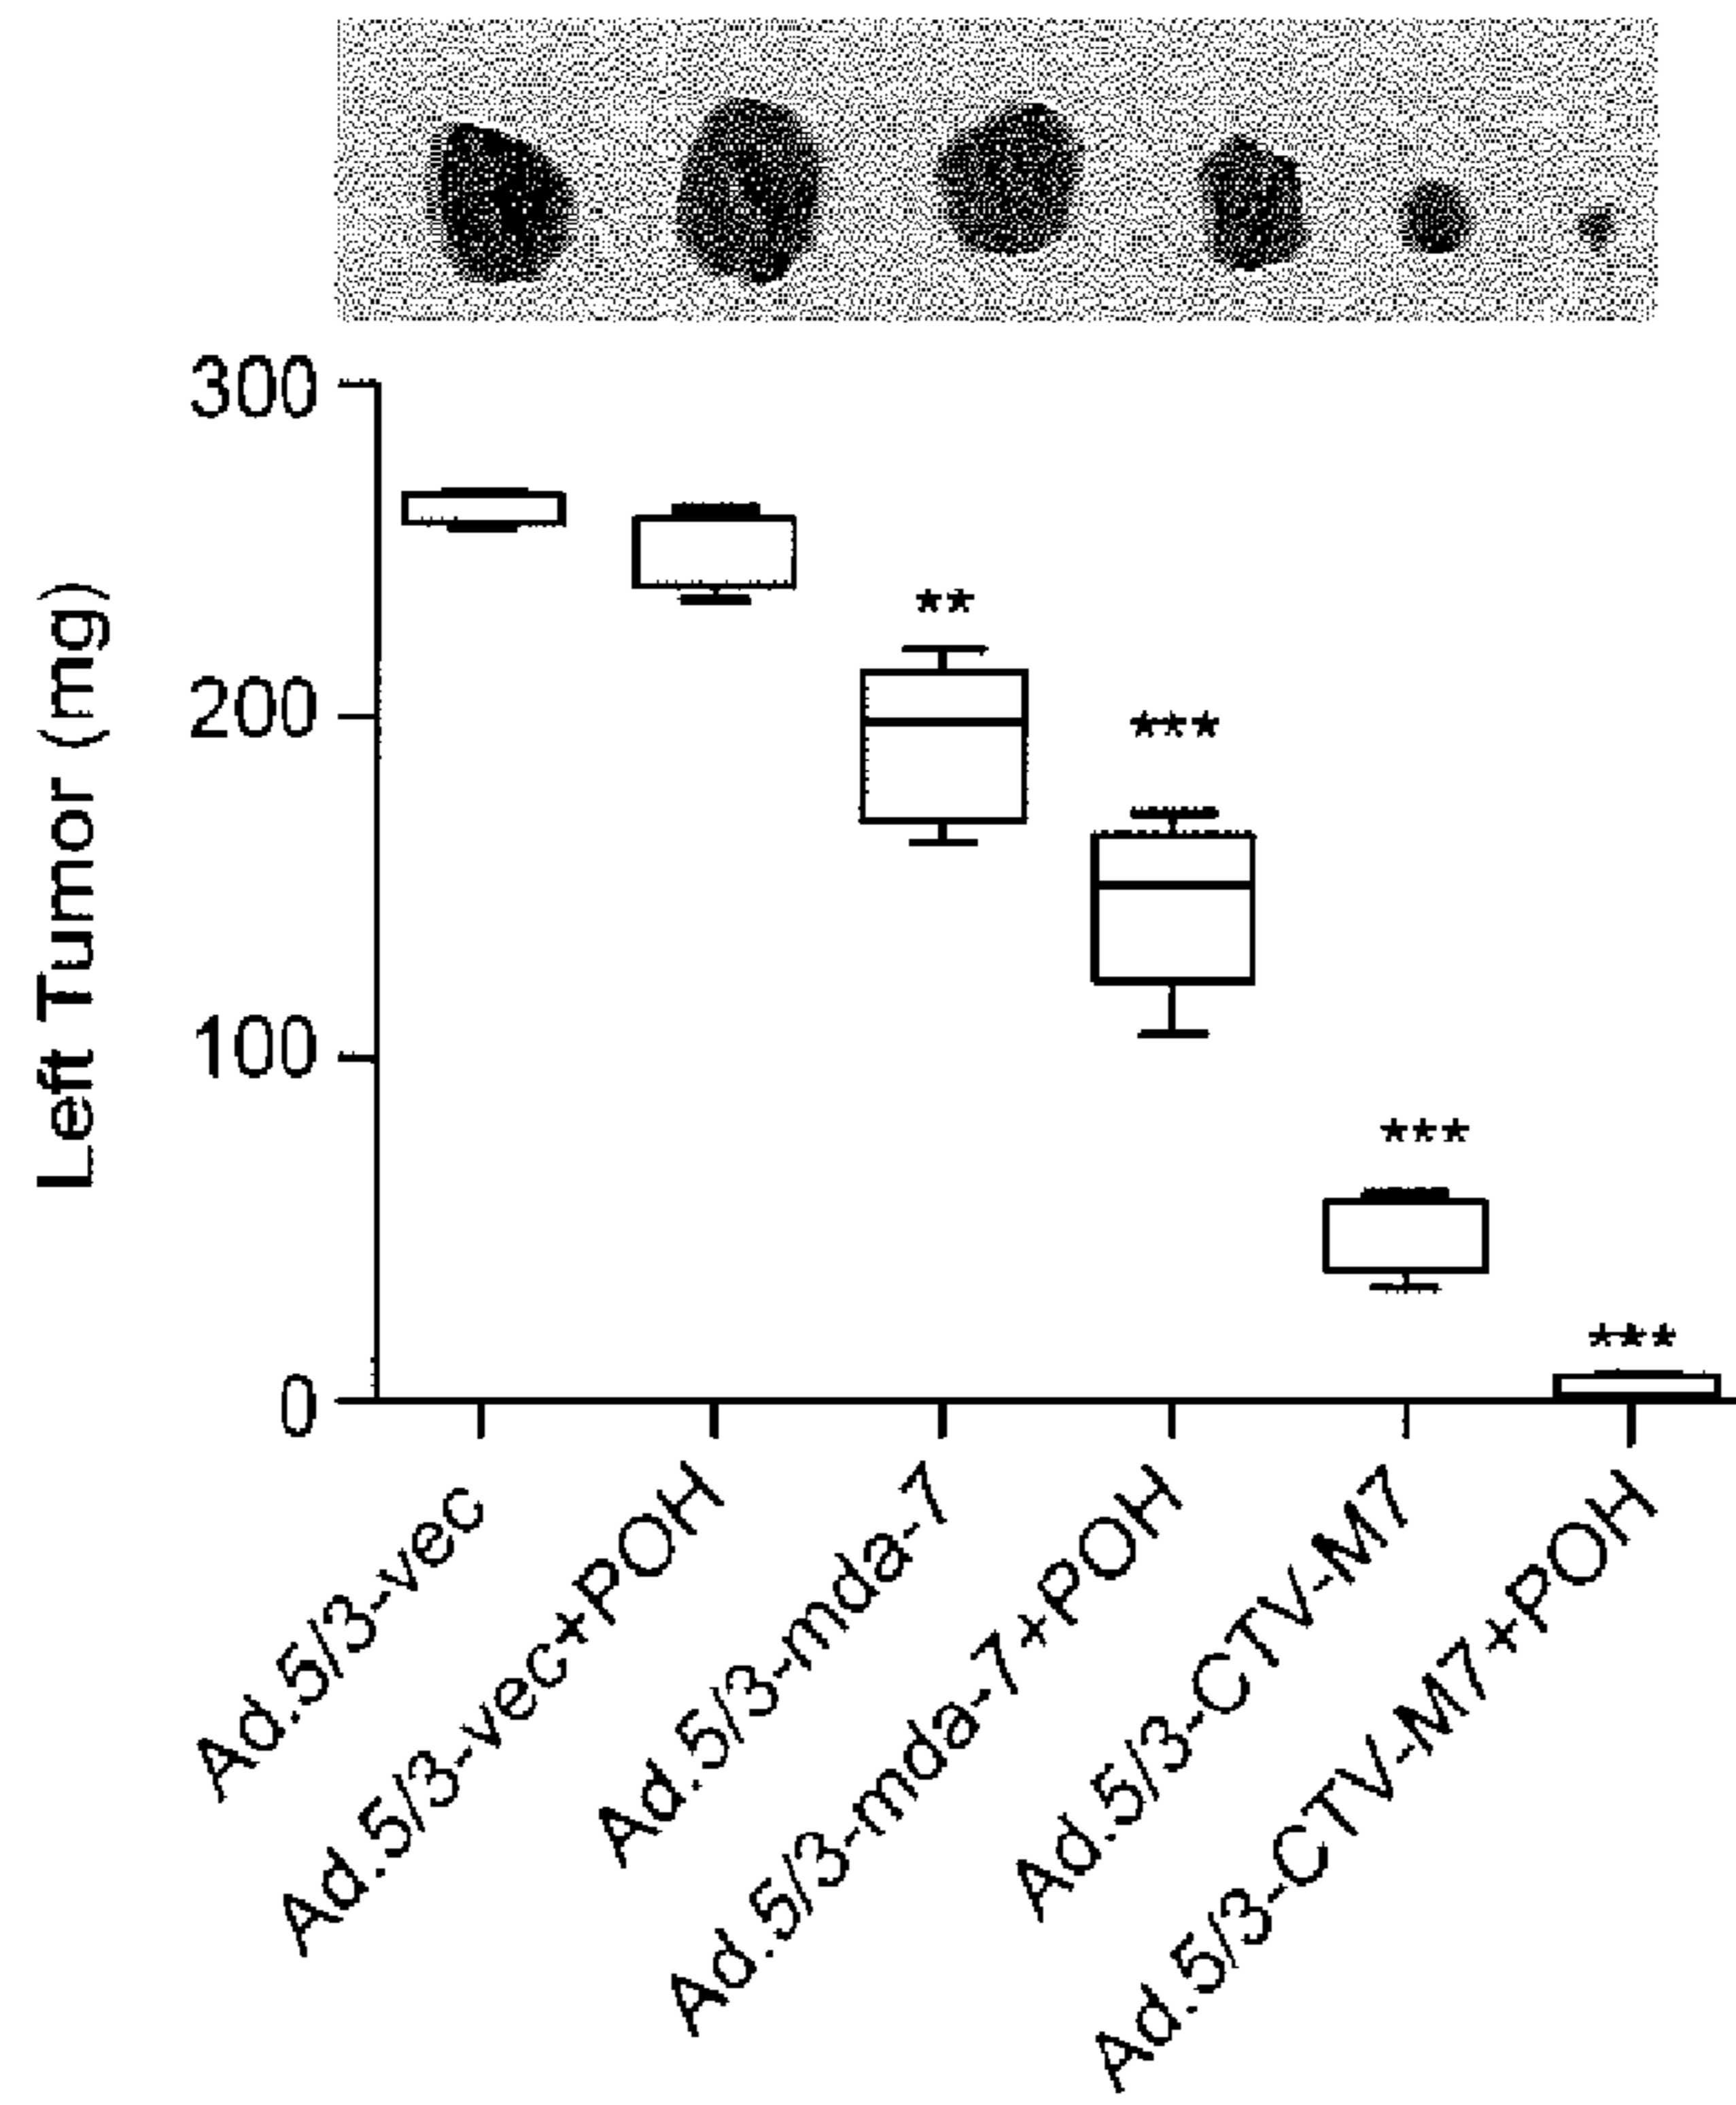 300
200
100
0
Left Tumor (mg)
**
***
***
***
Ad.5/3-vec
Ad.5/3-vec+POH
Ad.5/3-mda-7
Ad.5/3-mda-7+POH
Ad.5/3-CTV-M7
Ad.5/3-CTV-M7+POH